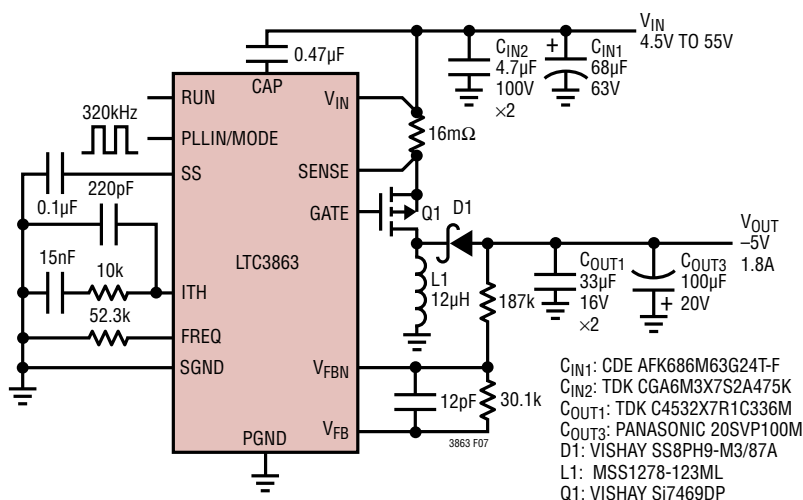 V_IN
4.5V TO 55V
0.47µF
C_IN2
4.7µF
100V
×2
+
C_IN1
68µF
63V
CAP
RUN
V_IN
320kHz
PLLIN/MODE
16mΩ
SS
SENSE
0.1µF
220pF
GATE
Q1
D1
V_OUT
–5V
1.8A
LTC3863
15nF
10k
ITH
L1
12µH
187k
C_OUT1
33µF
16V
×2
C_OUT3
100µF
20V
+
52.3k
FREQ
SGND
V_FBN
12pF
30.1k
V_FB
PGND
3863 F07
C_IN1: CDE AFK686M63G24T-F
C_IN2: TDK CGA6M3X7S2A475K
C_OUT1: TDK C4532X7R1C336M
C_OUT3: PANASONIC 20SVP100M
D1: VISHAY SS8PH9-M3/87A
L1: MSS1278-123ML
Q1: VISHAY Si7469DP